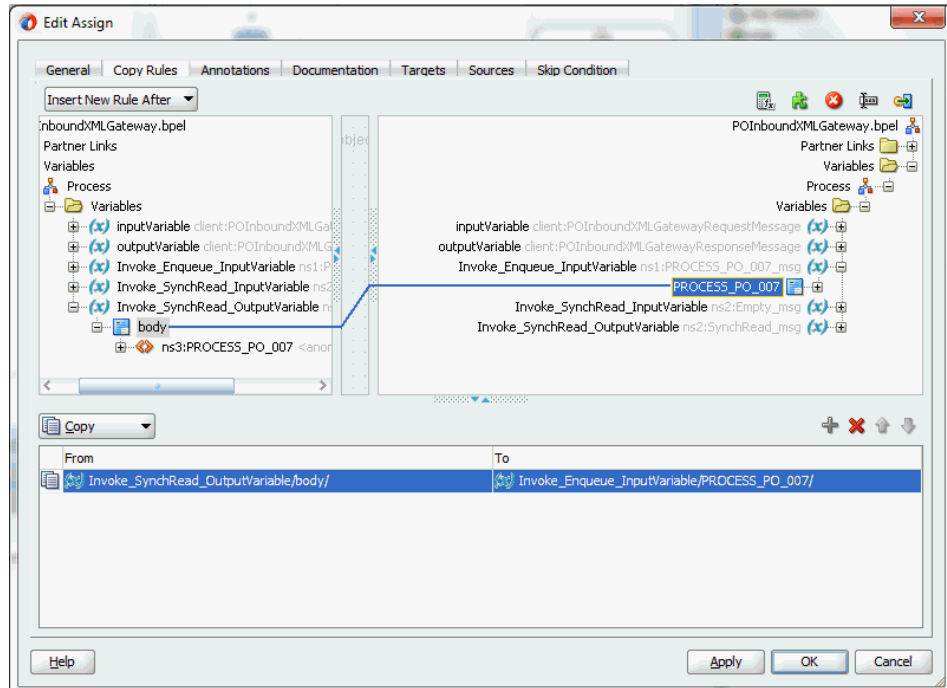 Edit Assign
General Copy Rules Annotations Documentation Targets Sources Skip Condition
Insert New Rule After
nboundXMLGateway.bpel
Partner Links
Variables
Process
Variables
inputVariable client:POInboundXMLGa
outputVariable client:POInboundXMLG
Invoke_Enqueue_InputVariable ns1:P
Invoke_SynchRead_InputVariable ns2
Invoke_SynchRead_OutputVariable n
body
ns3:PROCESS_PO_007 <anor
POInboundXMLGateway.bpel
Partner Links
Variables
Process
Variables
inputVariable client:POInboundXMLGatewayRequestMessage
outputVariable client:POInboundXMLGatewayResponseMessage
Invoke_Enqueue_InputVariable ns1:PROCESS_PO_007_msg
PROCESS_PO_007
Invoke_SynchRead_InputVariable ns2:Empty_msg
Invoke_SynchRead_OutputVariable ns2:SynchRead_msg
Copy
From To
Invoke_SynchRead_OutputVariable/body/ Invoke_Enqueue_InputVariable/PROCESS_PO_007/
Help Apply OK Cancel